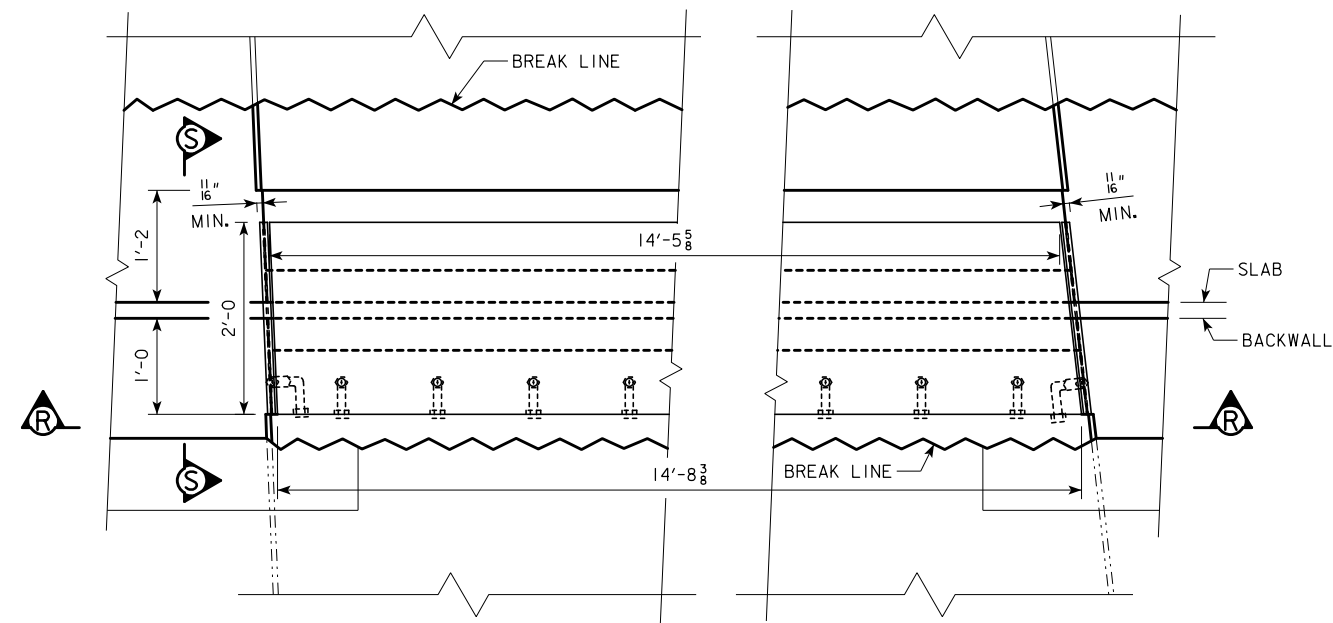 BREAK LINE
S
11/16"
MIN.
11/16"
MIN.
1'-2
14'-5 5/8
SLAB
2'-0
1'-0
BACKWALL
R
R
S
14'-8 3/8
BREAK LINE